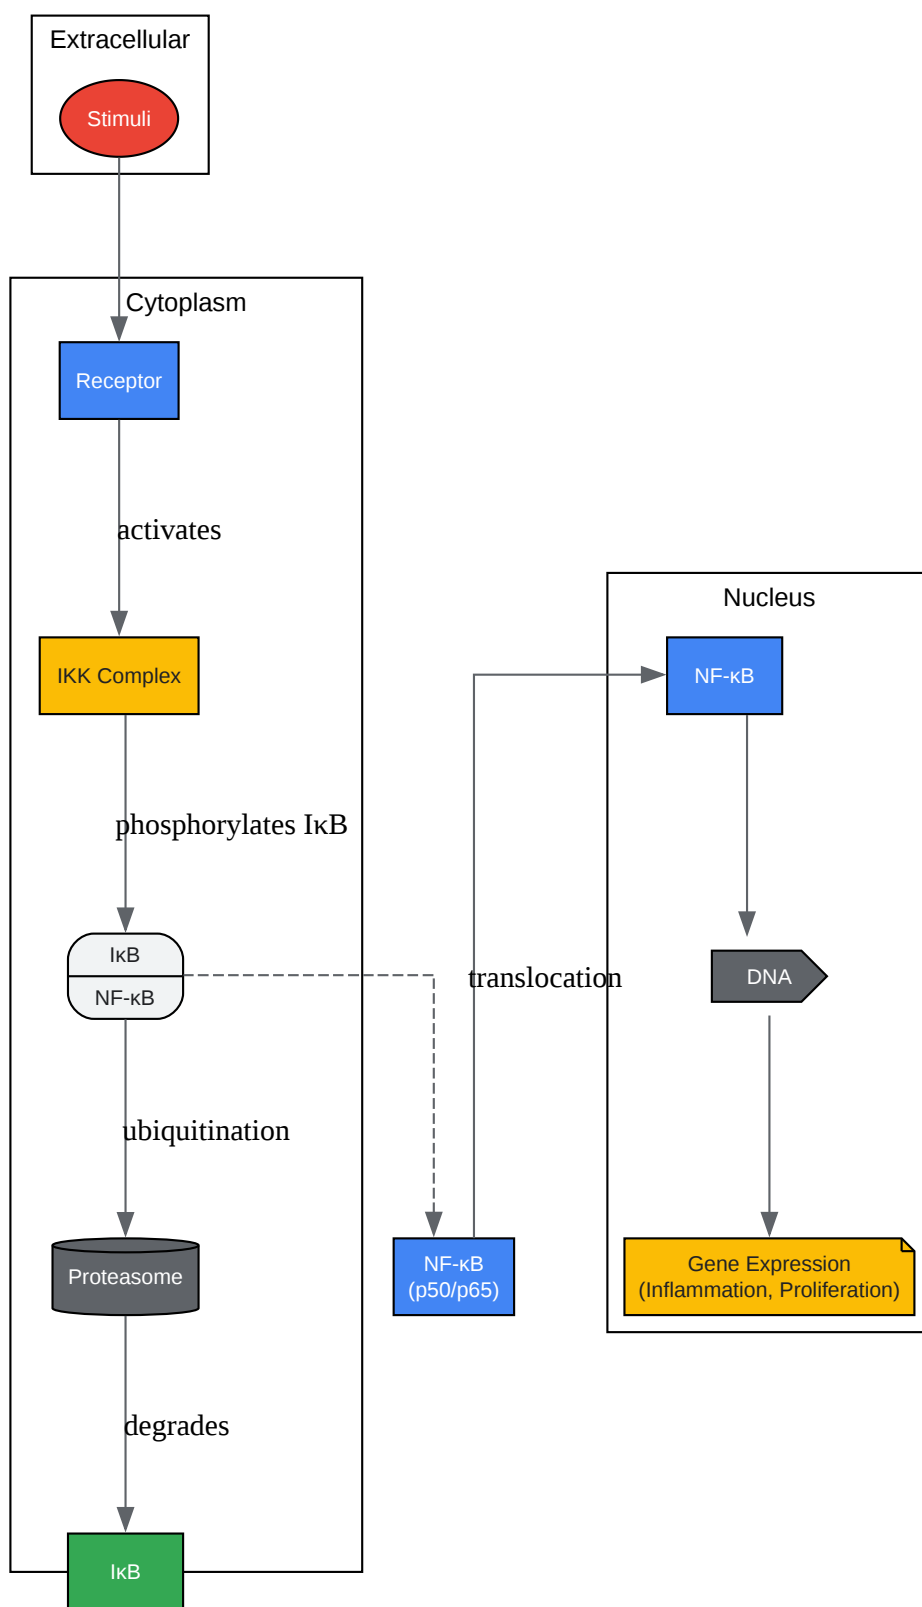 Extracellular
Stimuli
Cytoplasm
Receptor
activates
IKK Complex
phosphorylates IκB
IκB
NF-κB
ubiquitination
Proteasome
degrades
IκB
NF-κB
(p50/p65)
translocation
Nucleus
NF-κB
DNA
Gene Expression
(Inflammation, Proliferation)